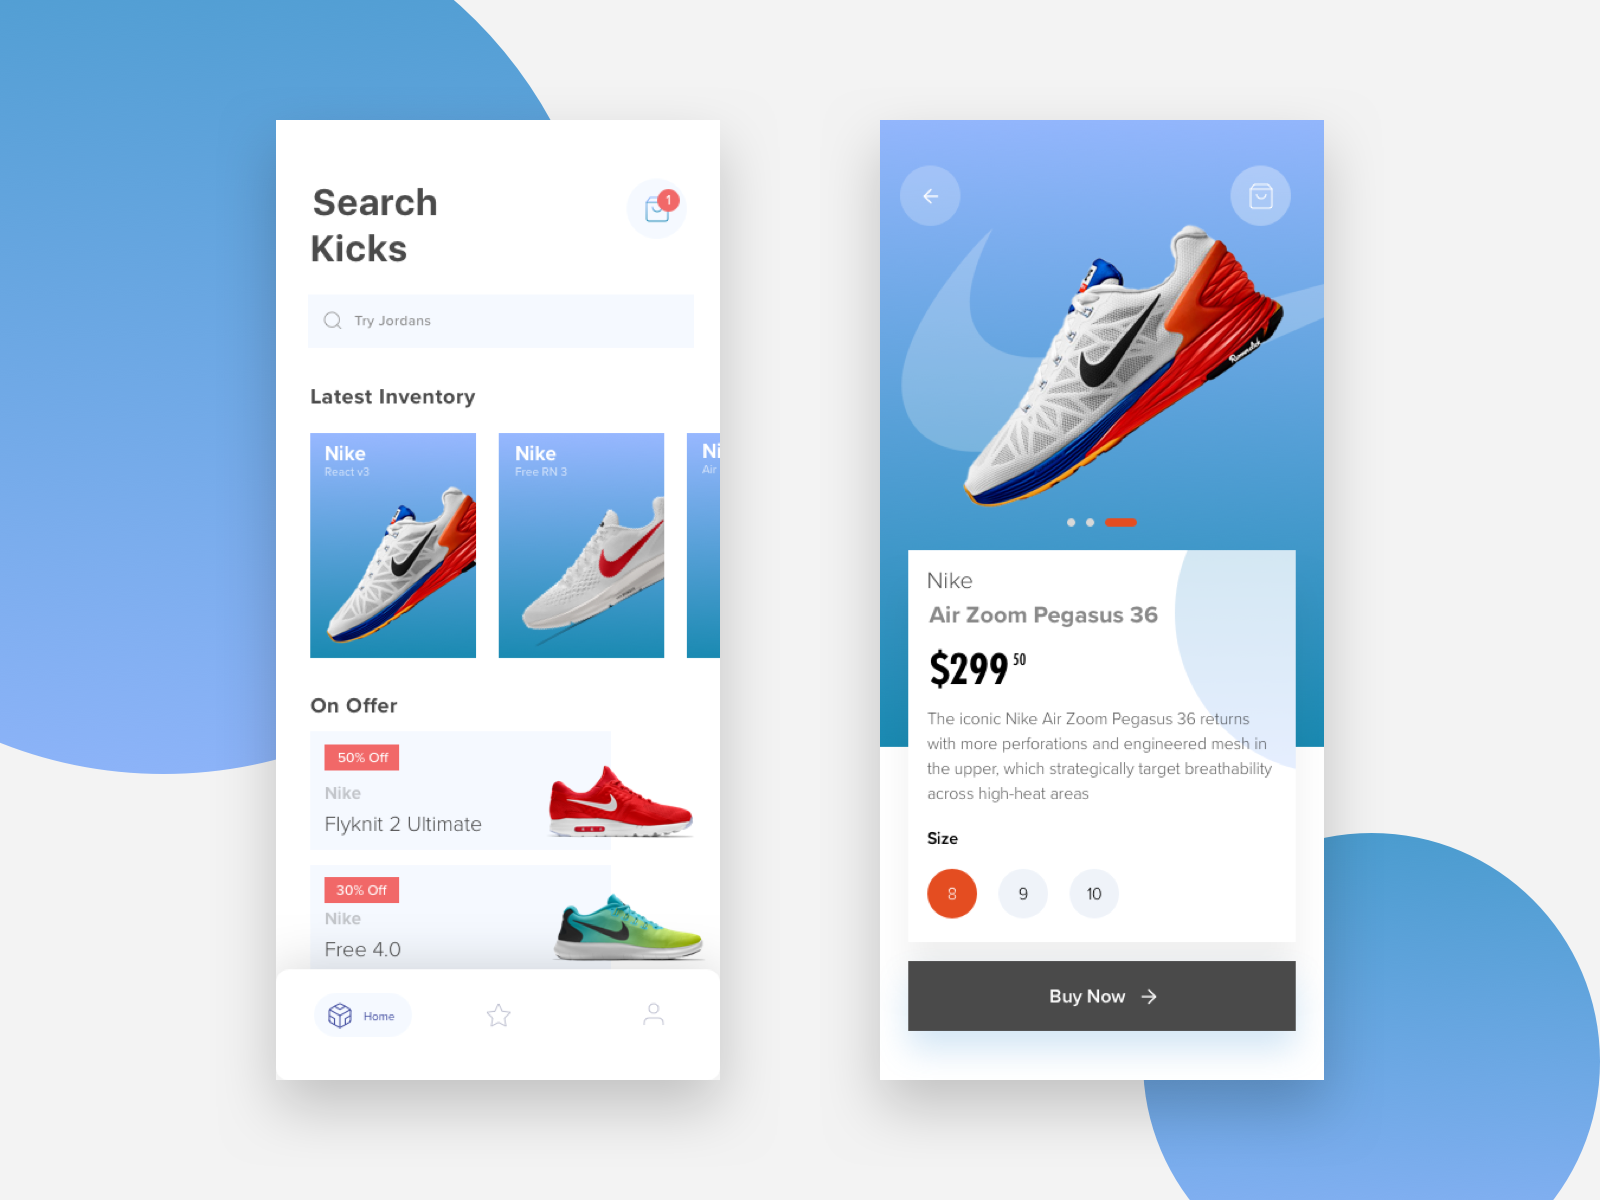 Search
Kicks
1
Try Jordans
Latest Inventory
Nike
React v3
Nike
Free RN 3
Ni
Air
On Offer
50% Off
Nike
Flyknit 2 Ultimate
30% Off
Nike
Free 4.0
Home
Nike
Air Zoom Pegasus 36
$299 50
The iconic Nike Air Zoom Pegasus 36 returns
with more perforations and engineered mesh in
the upper, which strategically target breathability
across high-heat areas
Size
8
9
10
Buy Now